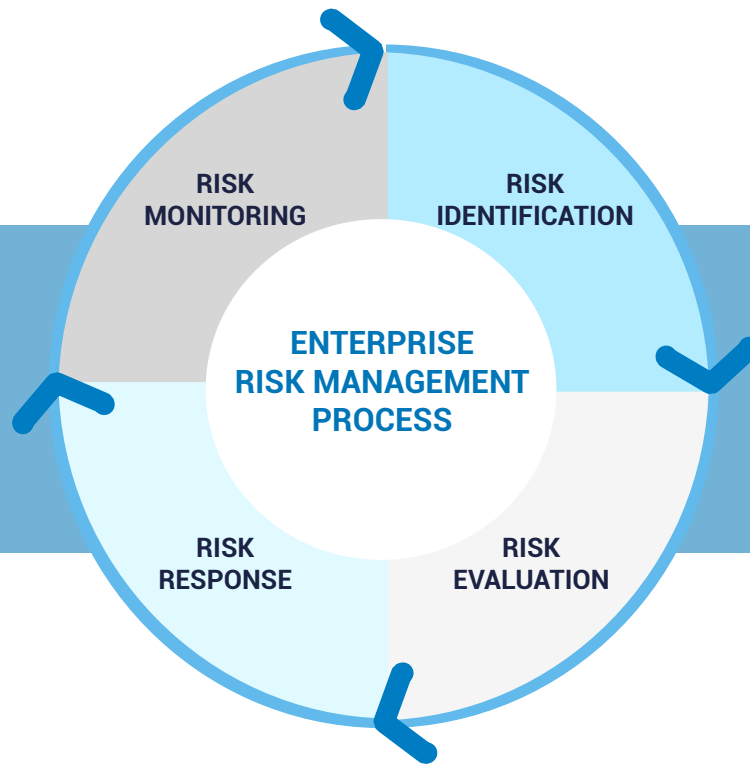 RISK
MONITORING
RISK
IDENTIFICATION
ENTERPRISE
RISK MANAGEMENT
PROCESS
RISK
RESPONSE
RISK
EVALUATION